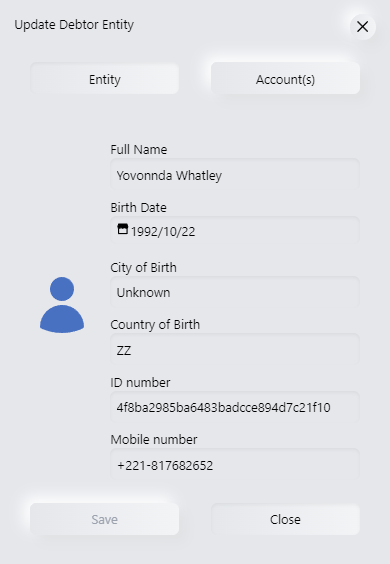 Update Debtor Entity
Entity
Account(s)
Full Name
Yovonnda Whatley
Birth Date
1992/10/22
City of Birth
Unknown
Country of Birth
ZZ
ID number
4f8ba2985ba6483badcce894d7c21f10
Mobile number
+221-817682652
Save
Close